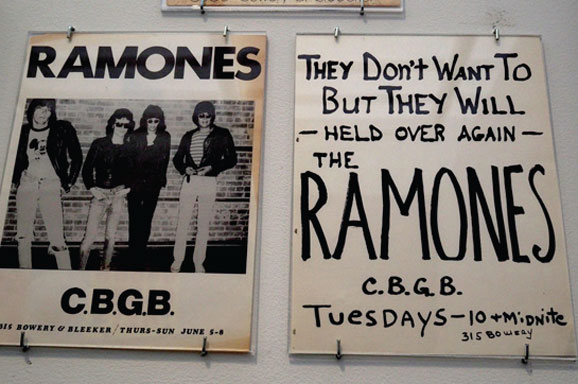 RAMONES
C.B.G.B.
315 BOWERY & BLEEKER / THURS-SUN JUNE 5-8
THEY DON'T WANT TO
BUT THEY WILL
— HELD OVER AGAIN —
THE
RAMONES
C.B.G.B.
TUESDAYS — 10 + MiDNiTE
315 BOWERY